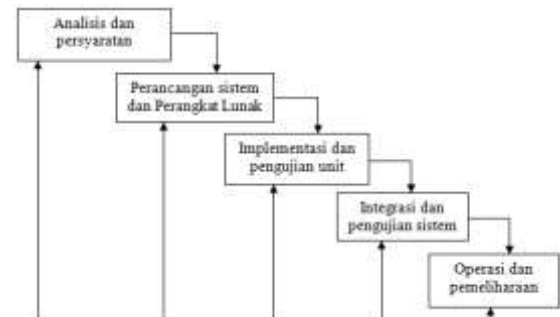 Analisis dan
persyaratan
Perancangan sistem
dan Perangkat Lunak
Implementasi dan
pengujian unit
Integrasi dan
pengujian sistem
Operasi dan
pemeliharaan